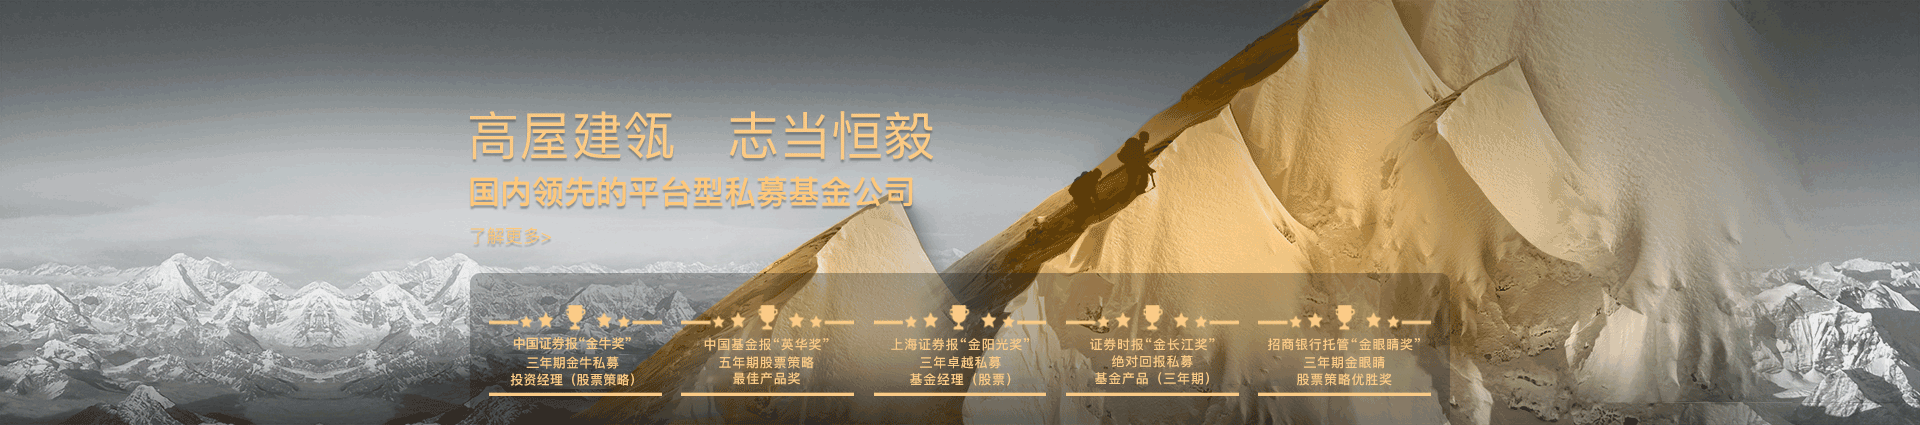 高屋建瓴　志当恒毅
国内领先的平台型私募基金公司
了解更多>
中国证券报“金牛奖”
三年期金牛私募
投资经理（股票策略）
中国基金报“英华奖”
五年期股票策略
最佳产品奖
上海证券报“金阳光奖”
三年卓越私募
基金经理（股票）
证券时报“金长江奖”
绝对回报私募
基金产品（三年期）
招商银行托管“金眼睛奖”
三年期金眼睛
股票策略优胜奖